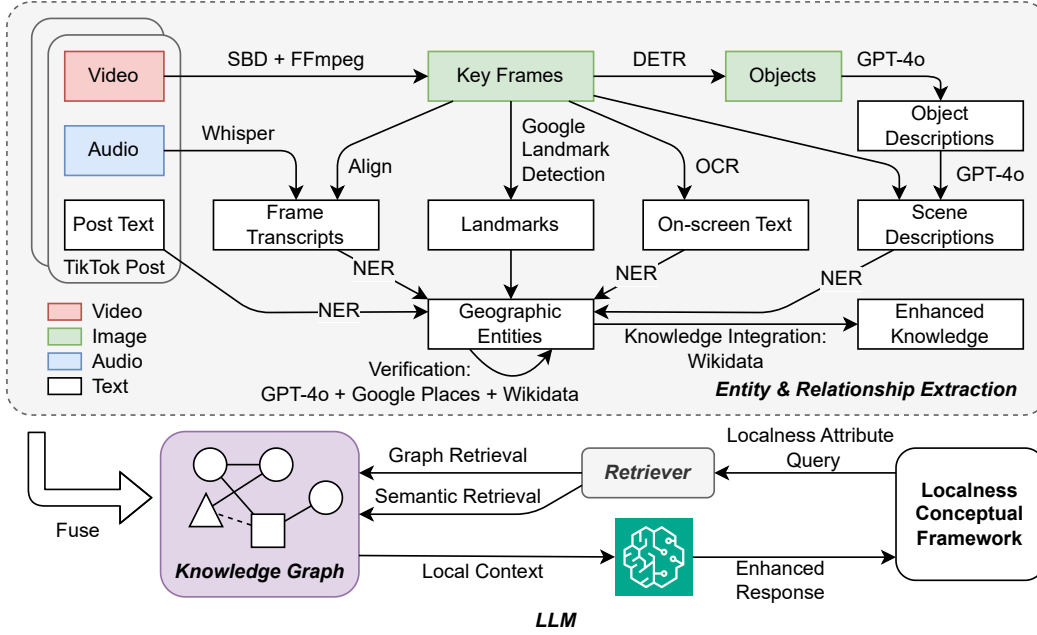 Video
SBD + FFmpeg
Key Frames
DETR
Objects
GPT-4o
Object
Descriptions
Audio
Whisper
Align
Google
Landmark
Detection
OCR
GPT-4o
Post Text
Frame
Transcripts
Landmarks
On-screen Text
Scene
Descriptions
TikTok Post
NER
NER
NER
NER
Video
Image
Audio
Text
Geographic
Entities
Knowledge Integration:
Wikidata
Enhanced
Knowledge
Verification:
GPT-4o + Google Places + Wikidata
Entity & Relationship Extraction
Fuse
Knowledge Graph
Graph Retrieval
Semantic Retrieval
Retriever
Localness Attribute
Query
Localness
Conceptual
Framework
Local Context
Enhanced
Response
LLM